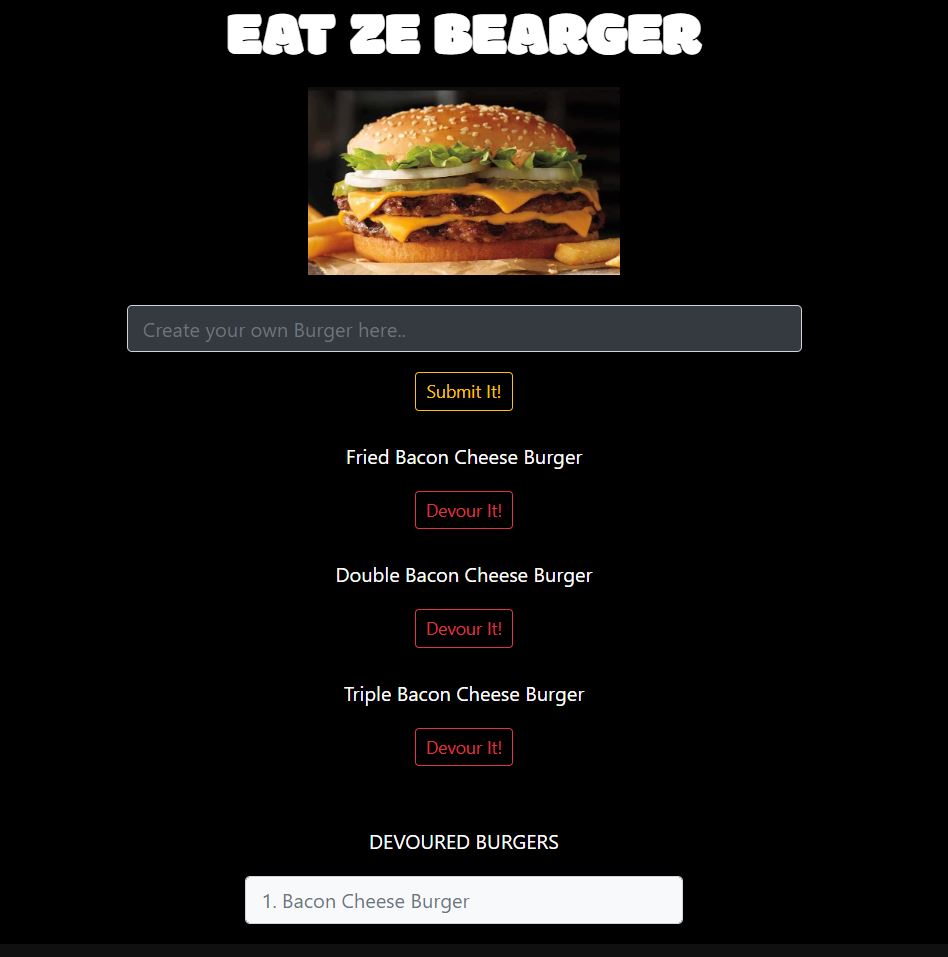 EAT ZE BEARGER
Create your own Burger here..
Submit It!
Fried Bacon Cheese Burger
Devour It!
Double Bacon Cheese Burger
Devour It!
Triple Bacon Cheese Burger
Devour It!
DEVOURED BURGERS
1. Bacon Cheese Burger